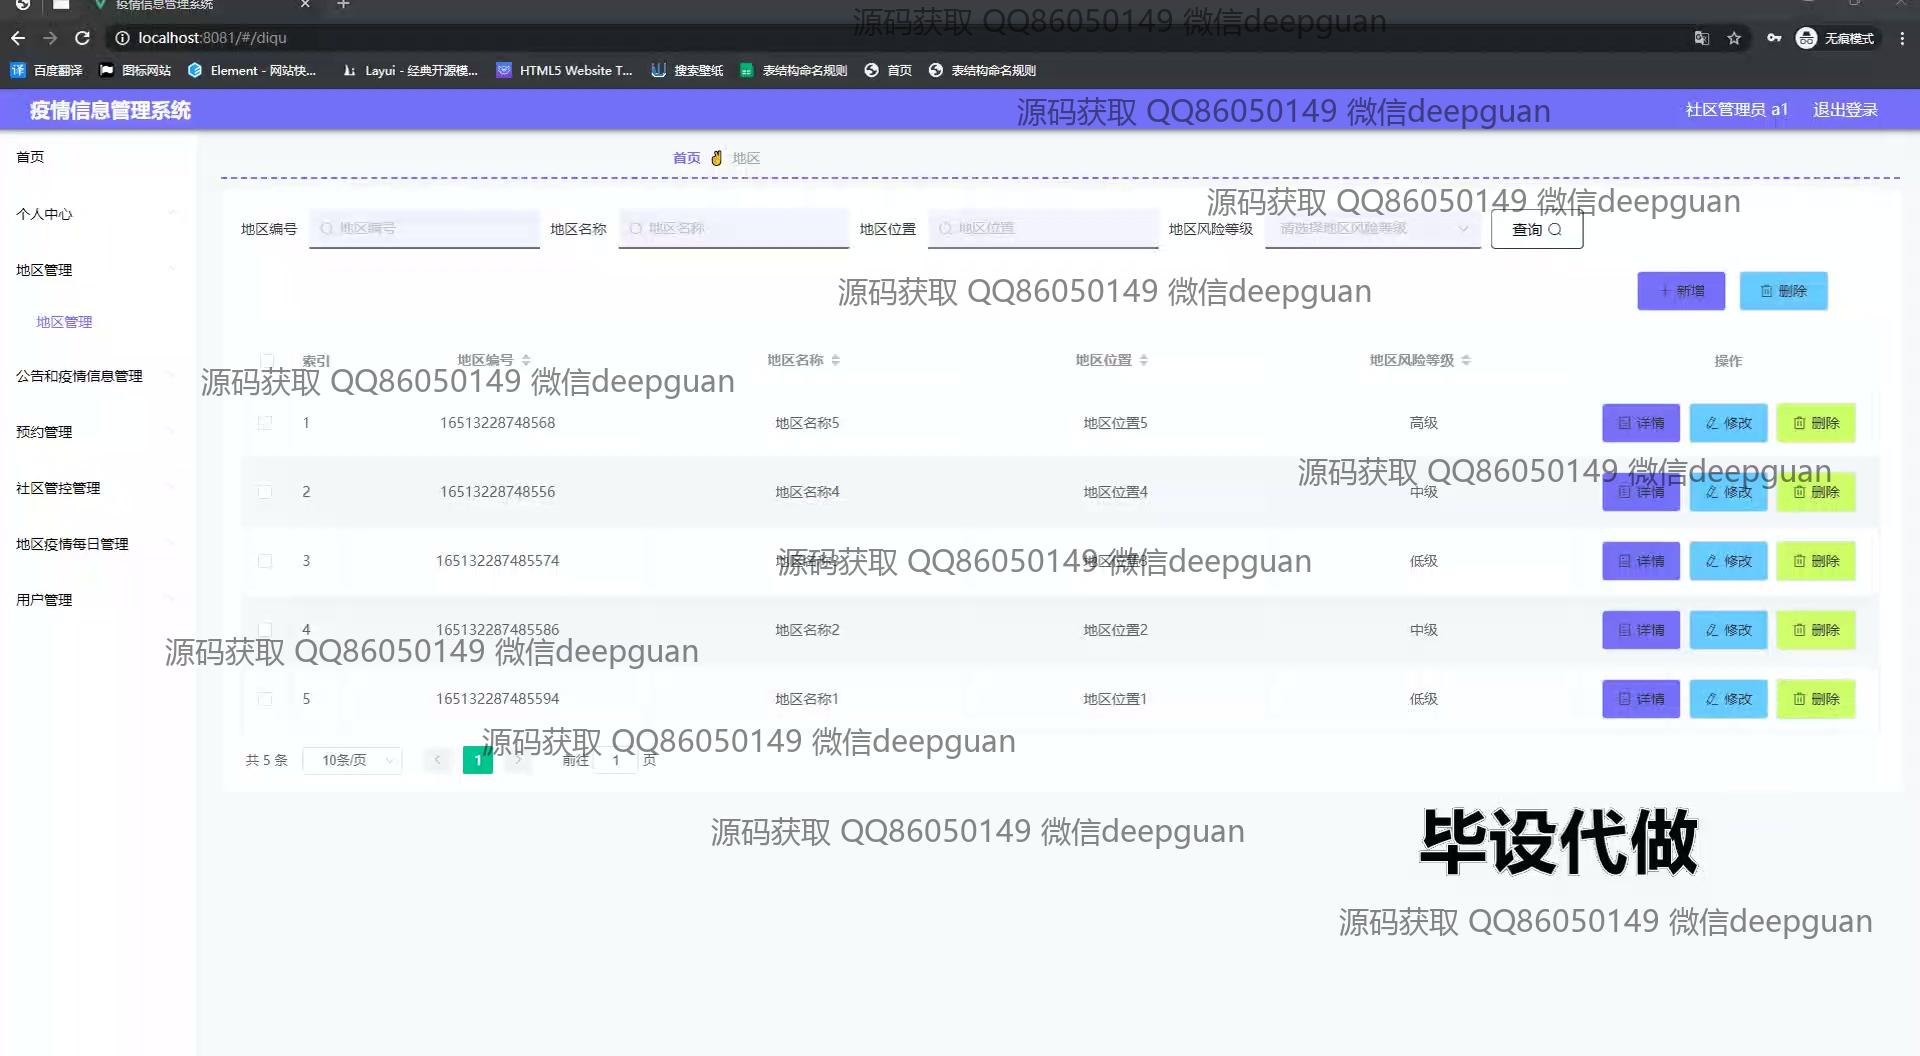 疫情信息管理系统
localhost:8081/#/diqu
无痕模式
百度翻译 图标网站 Element - 网站快... Layui - 经典开源模... HTML5 Website T... 搜索壁纸 表结构命名规则 首页 表结构命名规则
源码获取 QQ86050149 微信deepguan
疫情信息管理系统
源码获取 QQ86050149 微信deepguan
社区管理员 a1 退出登录
首页
个人中心
地区管理
地区管理
公告和疫情信息管理
预约管理
社区管控管理
地区疫情每日管理
用户管理
首页 地区
源码获取 QQ86050149 微信deepguan
地区编号 地区编号 地区名称 地区名称 地区位置 地区位置 地区风险等级 请选择地区风险等级 查询
源码获取 QQ86050149 微信deepguan
新增 删除
索引 地区编号 地区名称 地区位置 地区风险等级 操作
源码获取 QQ86050149 微信deepguan
1 16513228748568 地区名称5 地区位置5 高级 详情 修改 删除
源码获取 QQ86050149 微信deepguan
2 16513228748556 地区名称4 地区位置4 中级 详情 修改 删除
3 165132287485574 地区名称3 地区位置3 低级 详情 修改 删除
源码获取 QQ86050149 微信deepguan
4 165132287485586 地区名称2 地区位置2 中级 详情 修改 删除
源码获取 QQ86050149 微信deepguan
5 165132287485594 地区名称1 地区位置1 低级 详情 修改 删除
源码获取 QQ86050149 微信deepguan
共 5 条 10条/页 1 前往 1 页
源码获取 QQ86050149 微信deepguan
毕设代做
源码获取 QQ86050149 微信deepguan